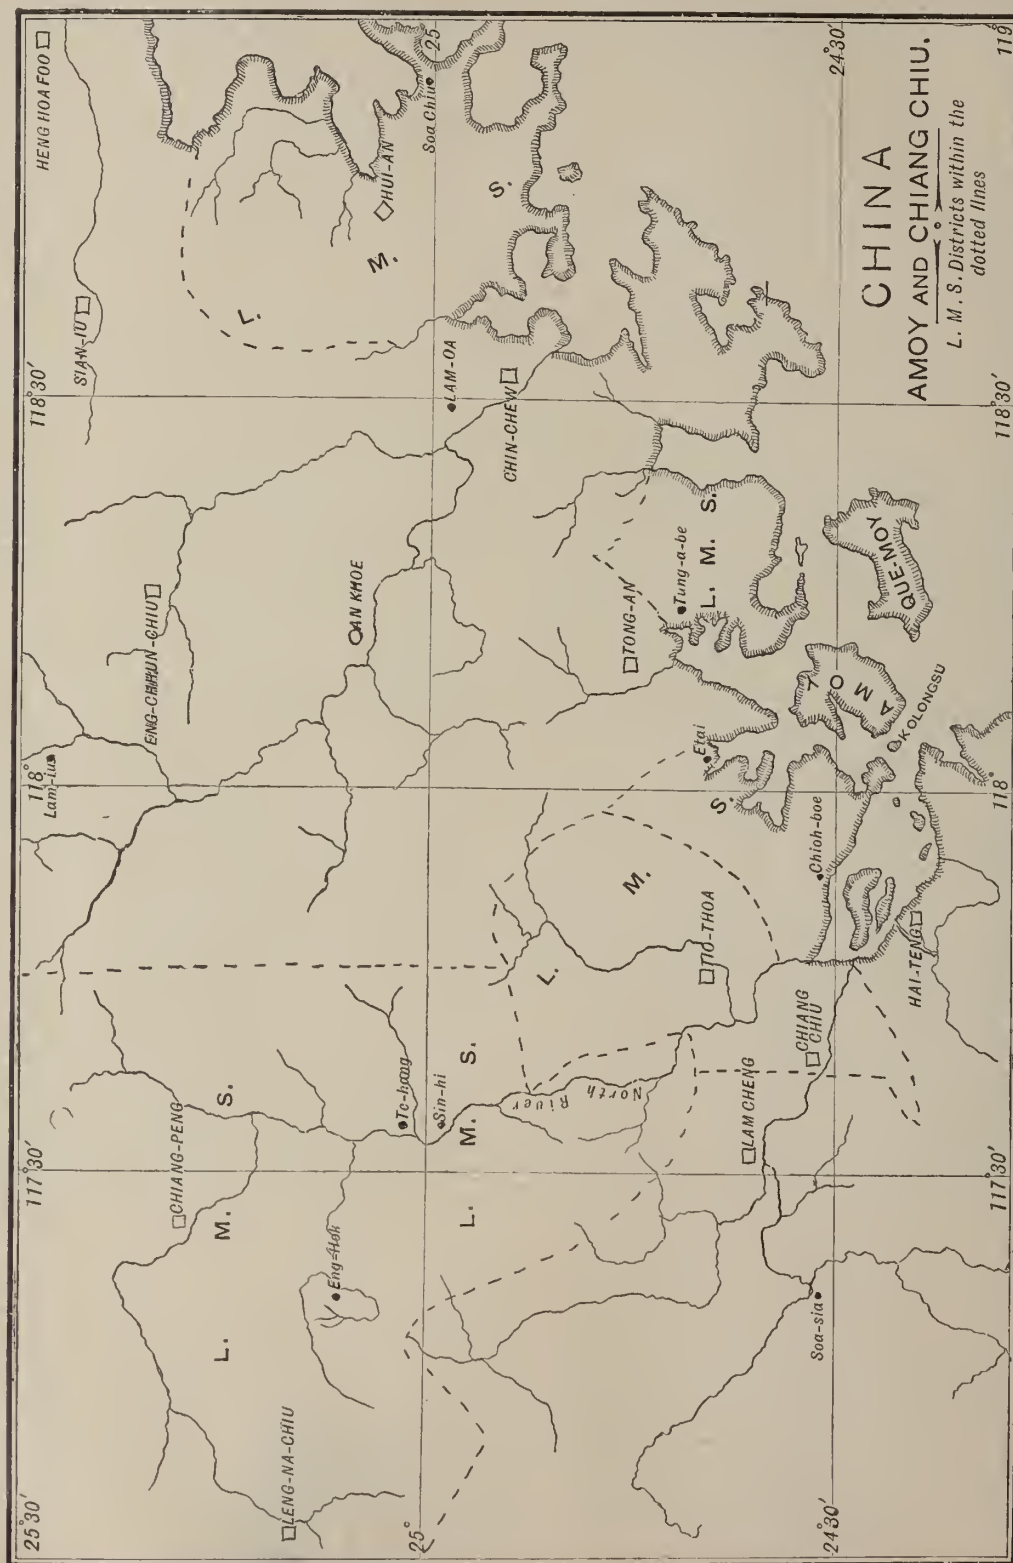 CHINA
AMOY AND CHIANG CHIU.
L. M. S. Districts within the
dotted lines
25°30'
117°30'
118°
118°30'
HENG HOA FOO
SIAN-IU
Lam-ius
ENG-CHHUN-CHIU
CHIANG-PENG
LENG-NA-CHIU
L. M. S.
L. M. S.
HUI-AN
Soa Chiu
25
LAM-OA
CHIN-CHEW
AN KHOE
To-hang
Sin-hi
Eng-Hok
25°
L. M. S.
L. M. S.
North
River
TONG-AN
Tung-a-be
L. M. S.
Etai
TIO-THOA
LAM CHENG
CHIANG
CHIU
Chioh-boe
Soa-sia
HAI-TENG
AMOY
KOLONGSU
QUE-MOY
24°30'
24°30'
117°30'
118°
118°30'
119°